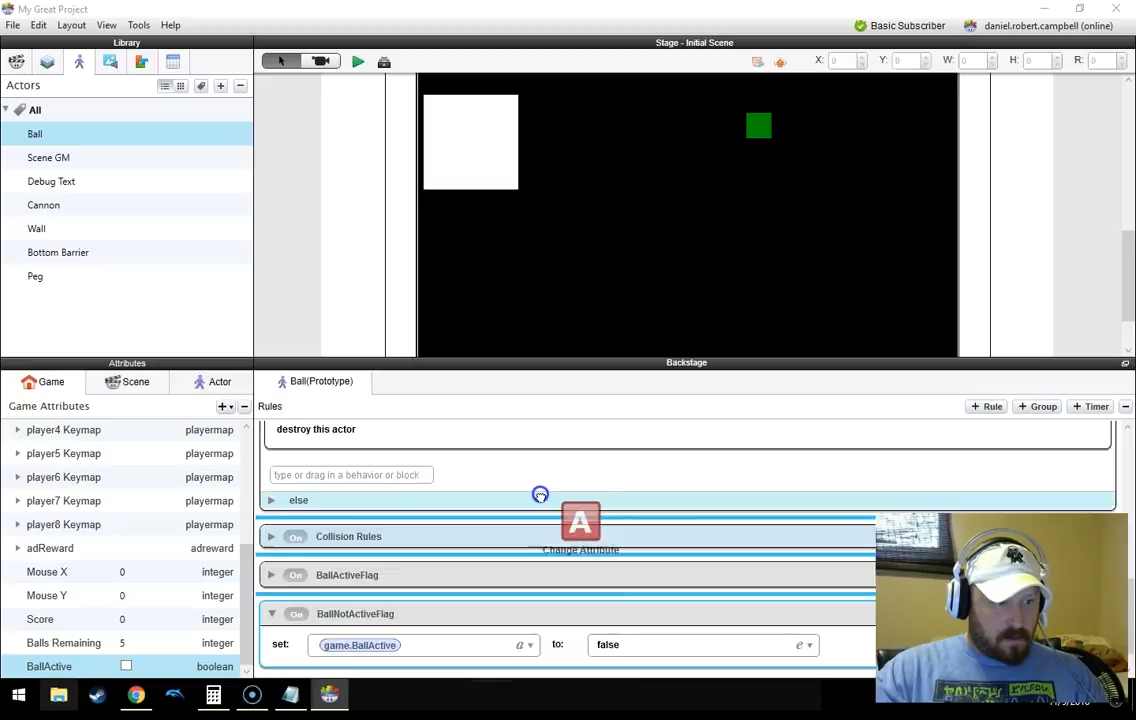 My Great Project
File Edit Layout View Tools Help
Basic Subscriber daniel.robert.campbell (online)
Library Stage - Initial Scene
X: 0 Y: 0 W: 0 H: 0 R: 0
Actors
All
Ball
Scene GM
Debug Text
Cannon
Wall
Bottom Barrier
Peg
Attributes Backstage
Game Scene Actor Ball(Prototype)
Game Attributes Rules + Rule + Group + Timer
player4 Keymap playermap
player5 Keymap playermap
player6 Keymap playermap
player7 Keymap playermap
player8 Keymap playermap
adReward adreward
Mouse X 0 integer
Mouse Y 0 integer
Score 0 integer
Balls Remaining 5 integer
BallActive boolean
destroy this actor
type or drag in a behavior or block
else
A
Change Attribute
On Collision Rules
On BallActiveFlag
On BallNotActiveFlag
set: game.BallActive a to: false e